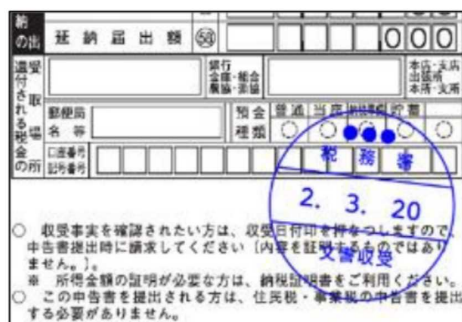 納の出
延納届出額 58 000
還付される税金の
受取場所
銀行
金庫・組合
農協・漁協
本店・支店
出張所
本所・支所
郵便局
名等
預金
種類
普通 当座 貯蓄
口座番号
記号番号
●●●
税務署
2. 3. 20
文書収受
○ 収受事実を確認されたい方は、収受日付印を押なつしますので、
申告書提出時に請求してください〔内容を証明するものではあり
ません。〕。
※ 所得金額の証明が必要な方は、納税証明書をご利用ください。
○ この申告書を提出される方は、住民税・事業税の申告書を提出
する必要がありません。